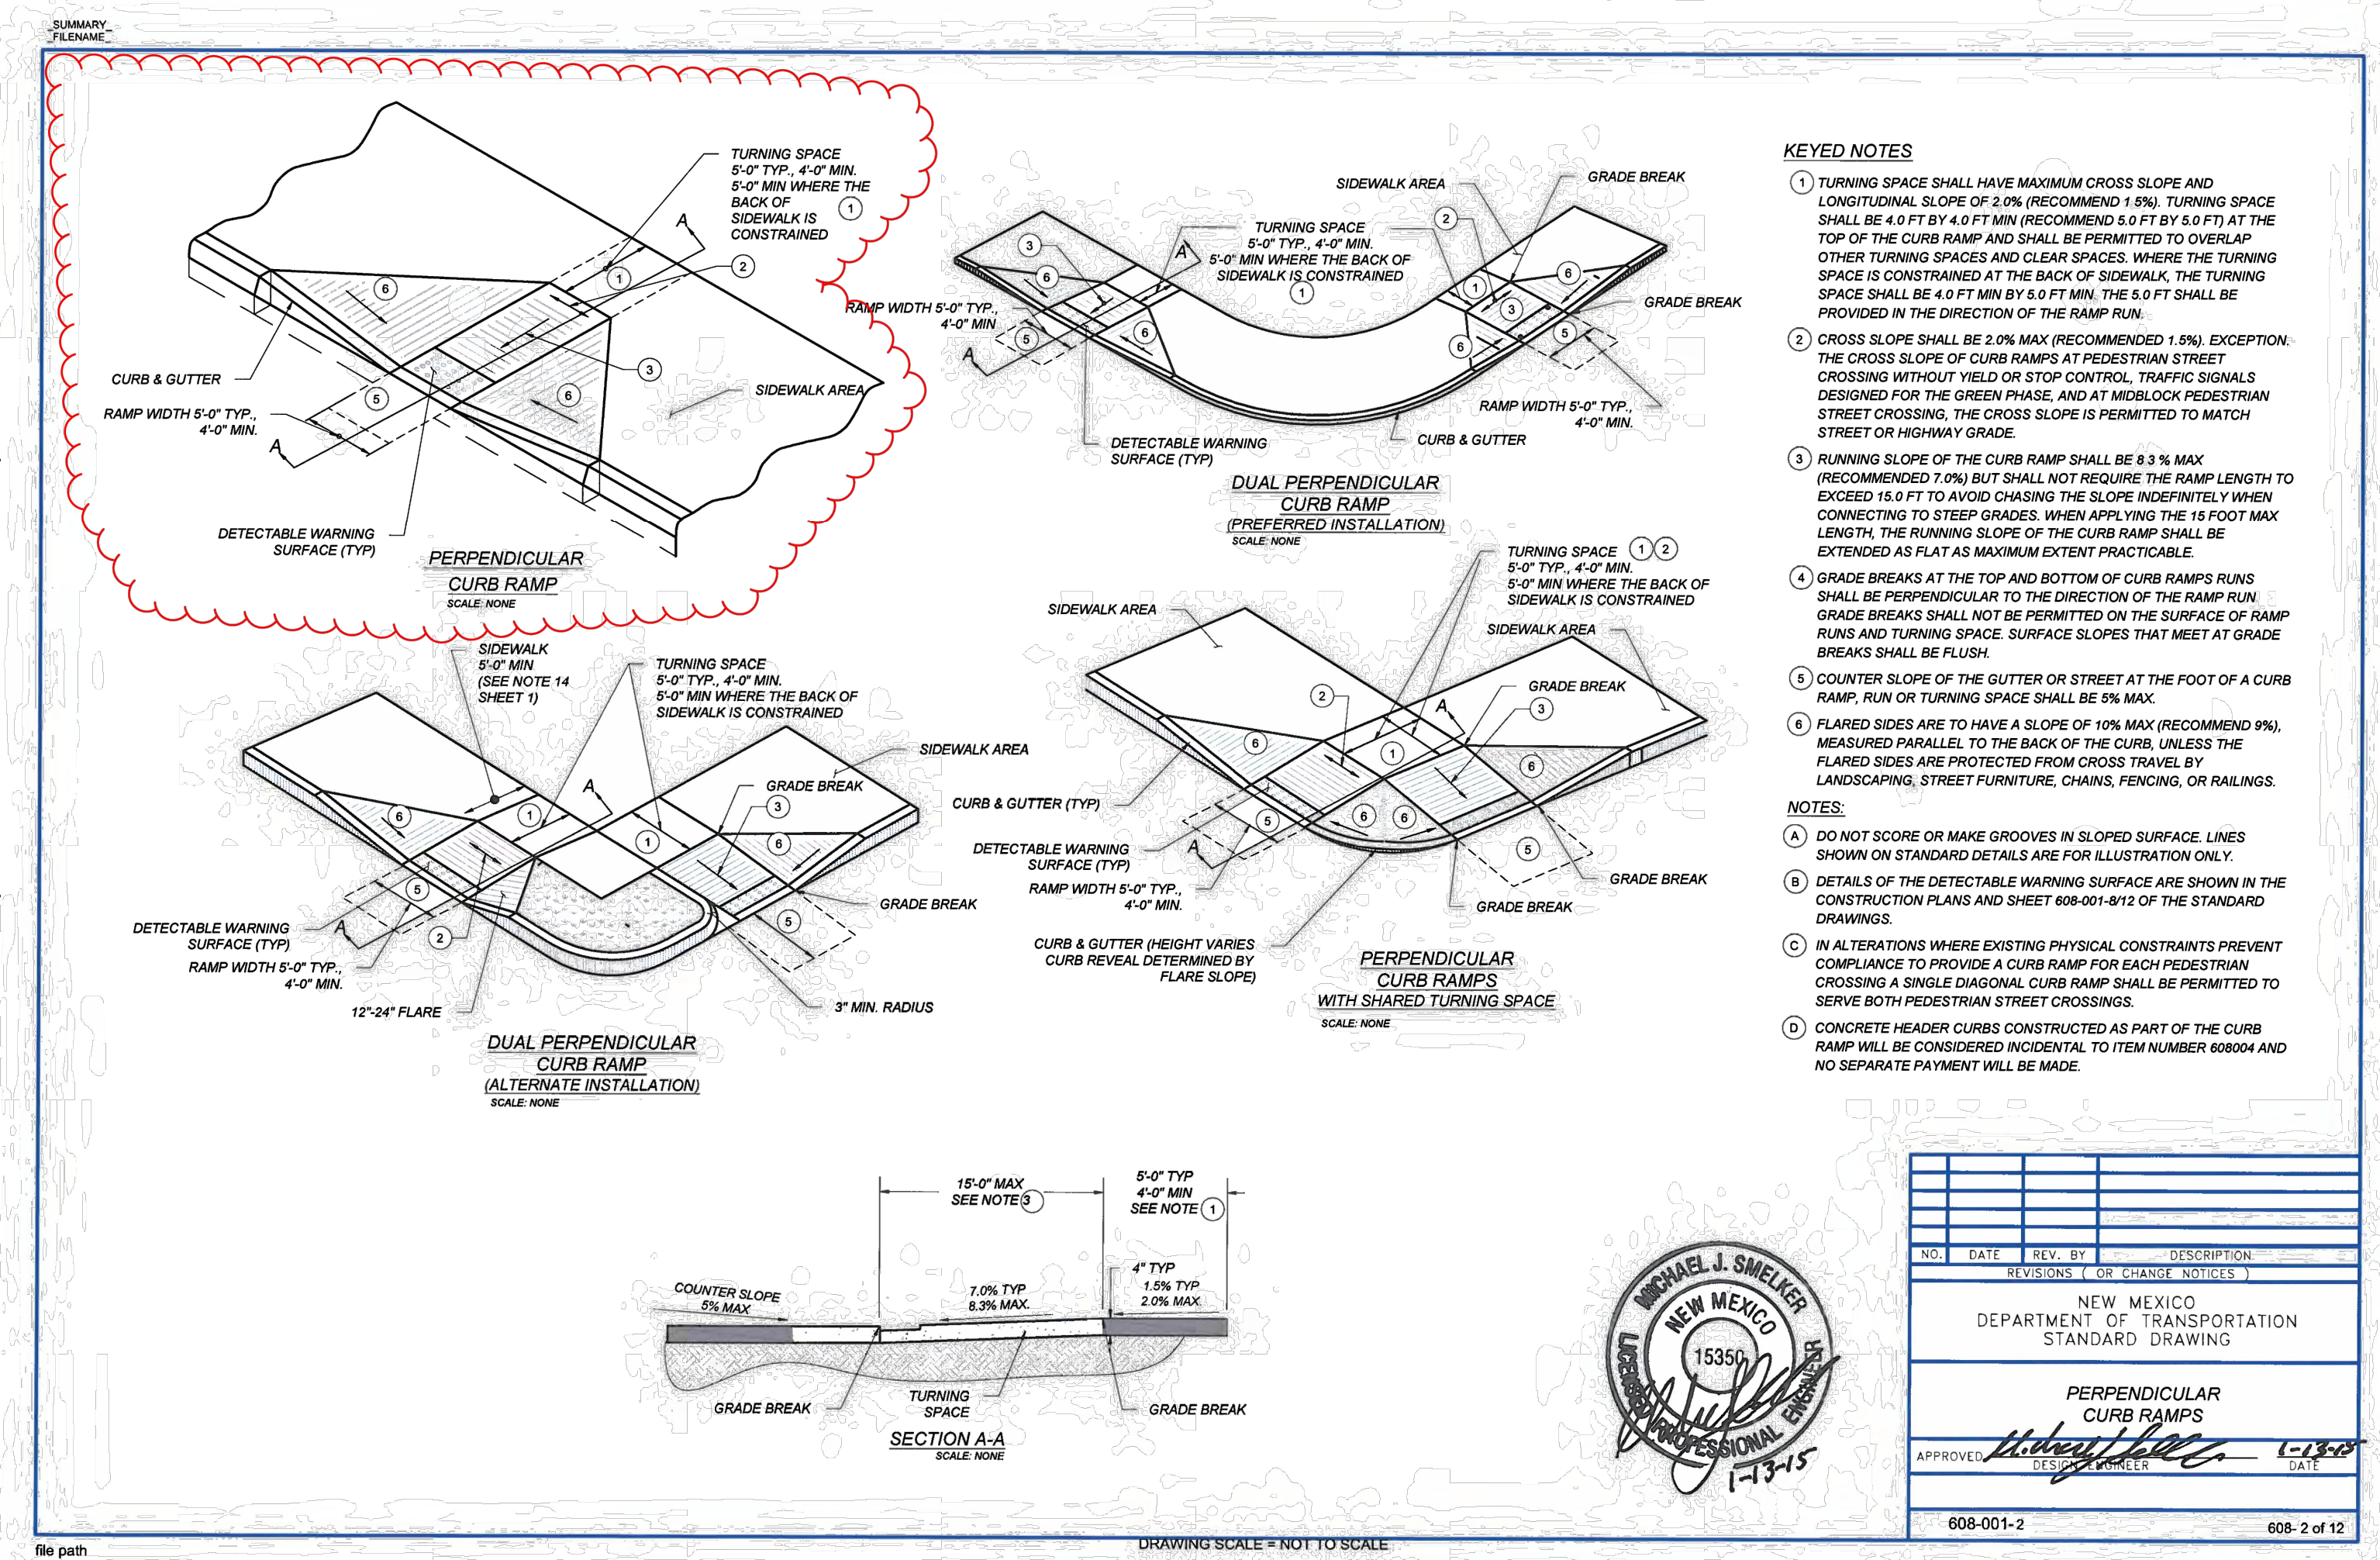 SUMMARY
_FILENAME_
TURNING SPACE
5'-0" TYP., 4'-0" MIN.
5'-0" MIN WHERE THE
BACK OF
SIDEWALK IS 1
CONSTRAINED
A
2
1
6
3
CURB & GUTTER
SIDEWALK AREA
5
6
RAMP WIDTH 5'-0" TYP.,
4'-0" MIN.
A
DETECTABLE WARNING
SURFACE (TYP)
PERPENDICULAR
CURB RAMP
SCALE: NONE
GRADE BREAK
SIDEWALK AREA
2
TURNING SPACE
5'-0" TYP., 4'-0" MIN.
5'-0" MIN WHERE THE BACK OF
SIDEWALK IS CONSTRAINED
1
3
A
6
6
1
3
GRADE BREAK
RAMP WIDTH 5'-0" TYP.,
4'-0" MIN
5
6
6
5
A
RAMP WIDTH 5'-0" TYP.,
4'-0" MIN.
DETECTABLE WARNING
SURFACE (TYP)
CURB & GUTTER
DUAL PERPENDICULAR
CURB RAMP
(PREFERRED INSTALLATION)
SCALE: NONE
SIDEWALK
5'-0" MIN
(SEE NOTE 14
SHEET 1)
TURNING SPACE
5'-0" TYP., 4'-0" MIN.
5'-0" MIN WHERE THE BACK OF
SIDEWALK IS CONSTRAINED
SIDEWALK AREA
A
GRADE BREAK
3
6
1
1
6
5
GRADE BREAK
5
DETECTABLE WARNING
SURFACE (TYP)
A
2
RAMP WIDTH 5'-0" TYP.,
4'-0" MIN.
12"-24" FLARE
3" MIN. RADIUS
DUAL PERPENDICULAR
CURB RAMP
(ALTERNATE INSTALLATION)
SCALE: NONE
TURNING SPACE 1 2
5'-0" TYP., 4'-0" MIN.
5'-0" MIN WHERE THE BACK OF
SIDEWALK IS CONSTRAINED
SIDEWALK AREA
SIDEWALK AREA
2
GRADE BREAK
A
3
6
1
6
CURB & GUTTER (TYP)
5
6
6
DETECTABLE WARNING
SURFACE (TYP)
A
5
RAMP WIDTH 5'-0" TYP.,
4'-0" MIN.
GRADE BREAK
GRADE BREAK
CURB & GUTTER (HEIGHT VARIES
CURB REVEAL DETERMINED BY
FLARE SLOPE)
PERPENDICULAR
CURB RAMPS
WITH SHARED TURNING SPACE
SCALE: NONE
KEYED NOTES
1 TURNING SPACE SHALL HAVE MAXIMUM CROSS SLOPE AND
LONGITUDINAL SLOPE OF 2.0% (RECOMMEND 1 5%). TURNING SPACE
SHALL BE 4.0 FT BY 4.0 FT MIN (RECOMMEND 5.0 FT BY 5.0 FT) AT THE
TOP OF THE CURB RAMP AND SHALL BE PERMITTED TO OVERLAP
OTHER TURNING SPACES AND CLEAR SPACES. WHERE THE TURNING
SPACE IS CONSTRAINED AT THE BACK OF SIDEWALK, THE TURNING
SPACE SHALL BE 4.0 FT MIN BY 5.0 FT MIN. THE 5.0 FT SHALL BE
PROVIDED IN THE DIRECTION OF THE RAMP RUN.
2 CROSS SLOPE SHALL BE 2.0% MAX (RECOMMENDED 1.5%). EXCEPTION:
THE CROSS SLOPE OF CURB RAMPS AT PEDESTRIAN STREET
CROSSING WITHOUT YIELD OR STOP CONTROL, TRAFFIC SIGNALS
DESIGNED FOR THE GREEN PHASE, AND AT MIDBLOCK PEDESTRIAN
STREET CROSSING, THE CROSS SLOPE IS PERMITTED TO MATCH
STREET OR HIGHWAY GRADE.
3 RUNNING SLOPE OF THE CURB RAMP SHALL BE 8 3 % MAX
(RECOMMENDED 7.0%) BUT SHALL NOT REQUIRE THE RAMP LENGTH TO
EXCEED 15.0 FT TO AVOID CHASING THE SLOPE INDEFINITELY WHEN
CONNECTING TO STEEP GRADES. WHEN APPLYING THE 15 FOOT MAX
LENGTH, THE RUNNING SLOPE OF THE CURB RAMP SHALL BE
EXTENDED AS FLAT AS MAXIMUM EXTENT PRACTICABLE.
4 GRADE BREAKS AT THE TOP AND BOTTOM OF CURB RAMPS RUNS
SHALL BE PERPENDICULAR TO THE DIRECTION OF THE RAMP RUN
GRADE BREAKS SHALL NOT BE PERMITTED ON THE SURFACE OF RAMP
RUNS AND TURNING SPACE. SURFACE SLOPES THAT MEET AT GRADE
BREAKS SHALL BE FLUSH.
5 COUNTER SLOPE OF THE GUTTER OR STREET AT THE FOOT OF A CURB
RAMP, RUN OR TURNING SPACE SHALL BE 5% MAX.
6 FLARED SIDES ARE TO HAVE A SLOPE OF 10% MAX (RECOMMEND 9%),
MEASURED PARALLEL TO THE BACK OF THE CURB, UNLESS THE
FLARED SIDES ARE PROTECTED FROM CROSS TRAVEL BY
LANDSCAPING, STREET FURNITURE, CHAINS, FENCING, OR RAILINGS.
NOTES:
A DO NOT SCORE OR MAKE GROOVES IN SLOPED SURFACE. LINES
SHOWN ON STANDARD DETAILS ARE FOR ILLUSTRATION ONLY.
B DETAILS OF THE DETECTABLE WARNING SURFACE ARE SHOWN IN THE
CONSTRUCTION PLANS AND SHEET 608-001-8/12 OF THE STANDARD
DRAWINGS.
C IN ALTERATIONS WHERE EXISTING PHYSICAL CONSTRAINTS PREVENT
COMPLIANCE TO PROVIDE A CURB RAMP FOR EACH PEDESTRIAN
CROSSING A SINGLE DIAGONAL CURB RAMP SHALL BE PERMITTED TO
SERVE BOTH PEDESTRIAN STREET CROSSINGS.
D CONCRETE HEADER CURBS CONSTRUCTED AS PART OF THE CURB
RAMP WILL BE CONSIDERED INCIDENTAL TO ITEM NUMBER 608004 AND
NO SEPARATE PAYMENT WILL BE MADE.
15'-0" MAX
SEE NOTE 3
5'-0" TYP
4'-0" MIN
SEE NOTE 1
COUNTER SLOPE
5% MAX
7.0% TYP
8.3% MAX.
4" TYP
1.5% TYP
2.0% MAX
GRADE BREAK
TURNING
SPACE
GRADE BREAK
SECTION A-A
SCALE: NONE
MICHAEL J. SMELKER
NEW MEXICO
15350
LICENSED PROFESSIONAL ENGINEER
1-13-15
NO. DATE REV. BY DESCRIPTION
REVISIONS ( OR CHANGE NOTICES )
NEW MEXICO
DEPARTMENT OF TRANSPORTATION
STANDARD DRAWING
PERPENDICULAR
CURB RAMPS
APPROVED 1-13-15
DESIGN ENGINEER DATE
608-001-2 608- 2 of 12
DRAWING SCALE = NOT TO SCALE
file path